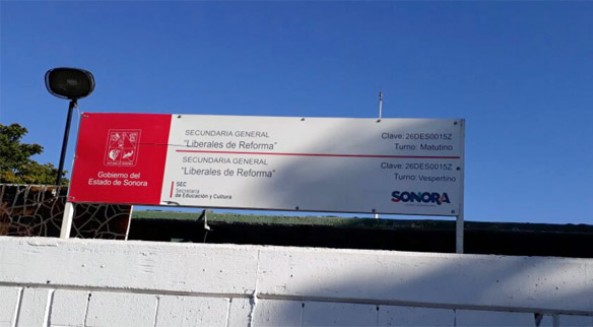 Gobierno del
Estado de Sonora
SECUNDARIA GENERAL
"Liberales de Reforma"
Clave: 26DES0015Z
Turno: Matutino
SECUNDARIA GENERAL
"Liberales de Reforma"
Clave: 26DES0015Z
Turno: Vespertino
SEC
Secretaría
de Educación y Cultura
SONORA